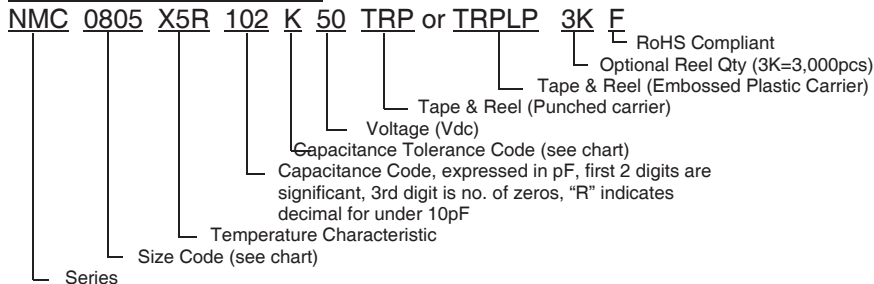 NMC 0805 X5R 102 K 50 TRP or TRPLP 3K F
RoHS Compliant
Optional Reel Qty (3K=3,000pcs)
Tape & Reel (Embossed Plastic Carrier)
Tape & Reel (Punched carrier)
Voltage (Vdc)
Capacitance Tolerance Code (see chart)
Capacitance Code, expressed in pF, first 2 digits are
significant, 3rd digit is no. of zeros, “R” indicates
decimal for under 10pF
Temperature Characteristic
Size Code (see chart)
Series